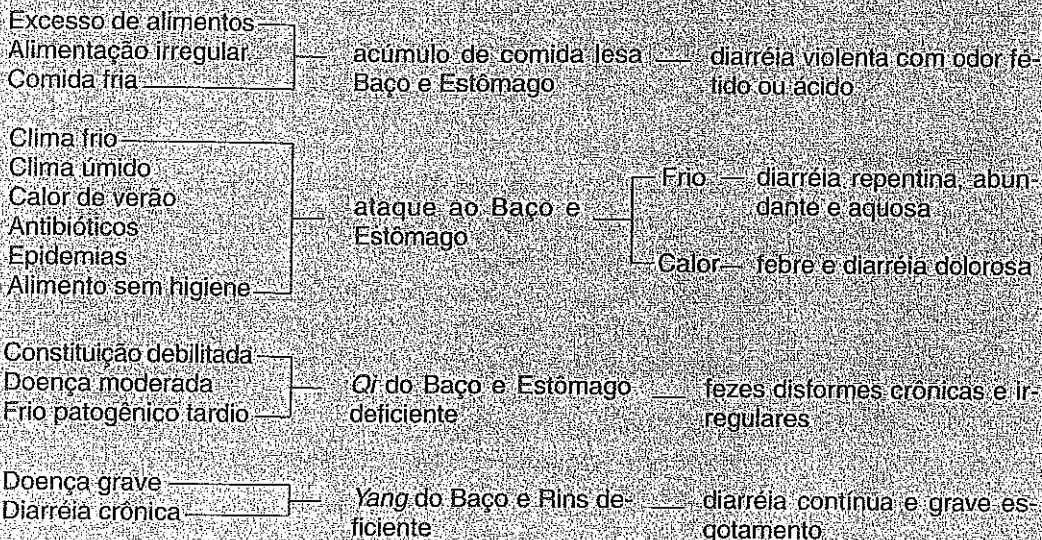 Excesso de alimentos
Alimentação irregular
Comida fria
acúmulo de comida lesa
Baço e Estômago
diarréia violenta com odor fé-
tido ou ácido
Clima frio
Clima úmido
Calor de verão
Antibióticos
Epidemias
Alimento sem higiene
ataque ao Baço e
Estômago
Frio
diarréia repentina, abun-
dante e aquosa
Calor
febre e diarréia dolorosa
Constituição debilitada
Doença moderada
Frio patogênico tardio
Qi do Baço e Estômago
deficiente
fezes disformes crônicas e ir-
regulares
Doença grave
Diarréia crônica
Yang do Baço e Rins de-
ficiente
diarréia contínua e grave es-
gotamento